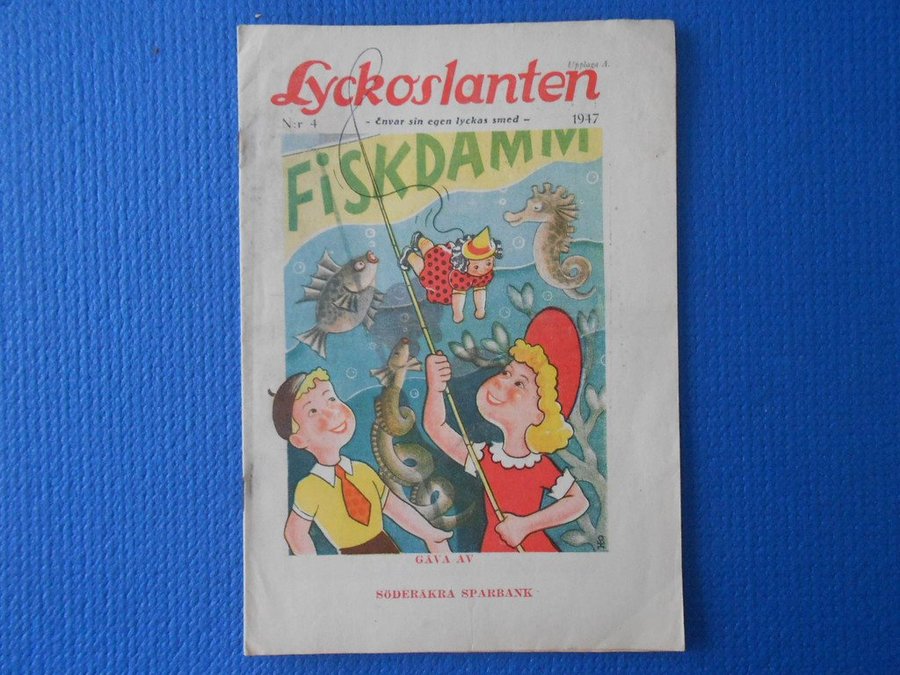 Upplaga A.
Lyckoslanten
N:r 4 - Envar sin egen lyckas smed - 1947
FISKDAMM
GÅVA AV
SÖDERÅKRA SPARBANK